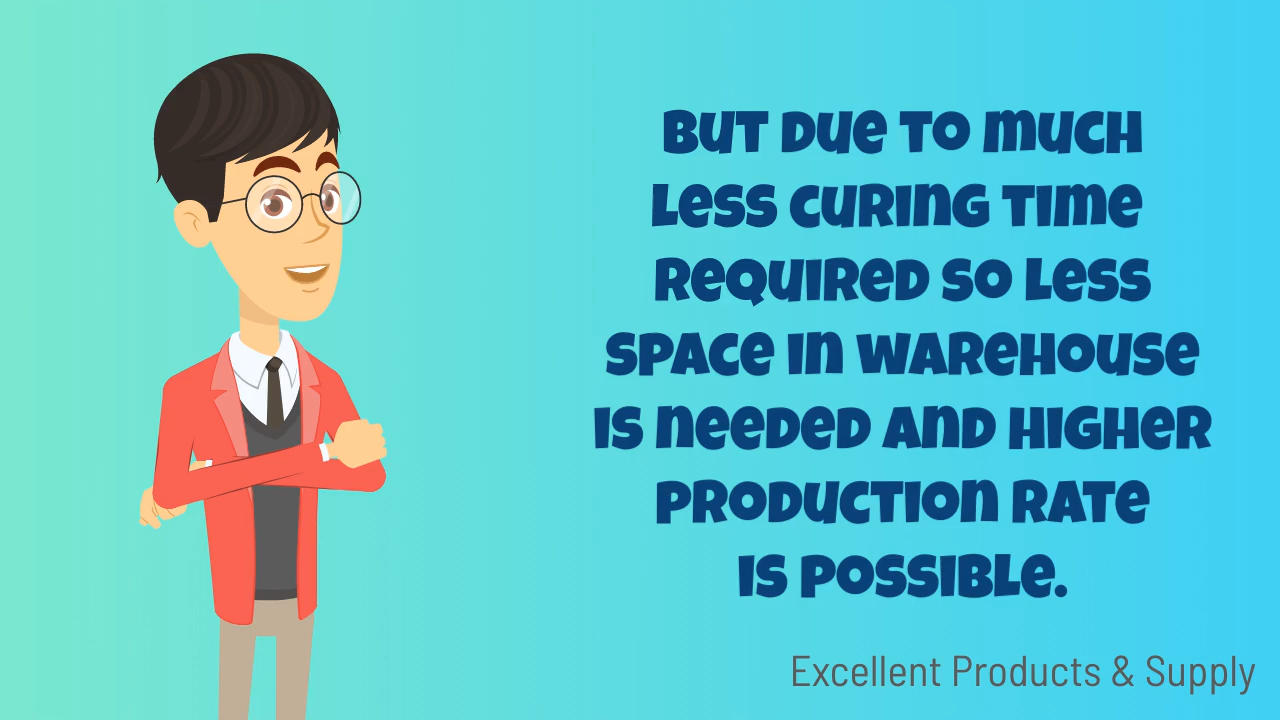 But due to much
less curing time
required so less
space in warehouse
is needed and higher
production rate
is possible.
Excellent Products & Supply